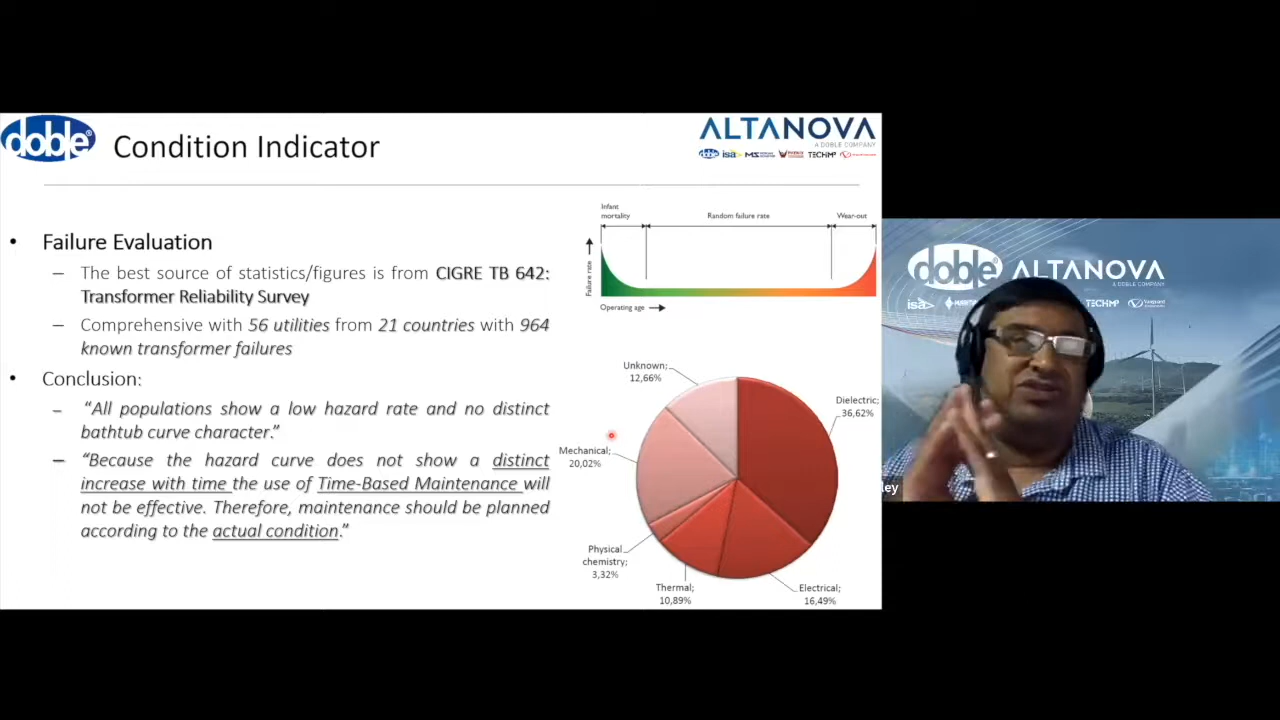 doble®
Condition Indicator
ALTANOVA
A DOBLE COMPANY
doble isa TECHIMP
Infant
mortality
Random failure rate
Wear-out
Failure rate
Operating age
• Failure Evaluation
– The best source of statistics/figures is from CIGRE TB 642:
Transformer Reliability Survey
– Comprehensive with 56 utilities from 21 countries with 964
known transformer failures
• Conclusion:
– “All populations show a low hazard rate and no distinct
bathtub curve character.”
– “Because the hazard curve does not show a distinct
increase with time the use of Time-Based Maintenance will
not be effective. Therefore, maintenance should be planned
according to the actual condition.”
Unknown;
12,66%
Dielectric;
36,62%
Mechanical;
20,02%
Physical
chemistry;
3,32%
Thermal;
10,89%
Electrical;
16,49%
doble ALTANOVA
A DOBLE COMPANY
isa TECHIMP
ley